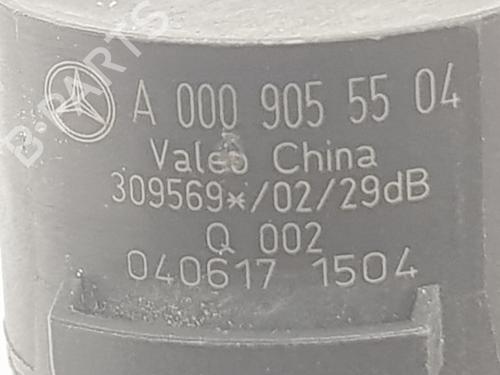 B-PARTS
A 000 905 55 04
Valeo China
309569*/02/29dB
Q 002
040617 1504